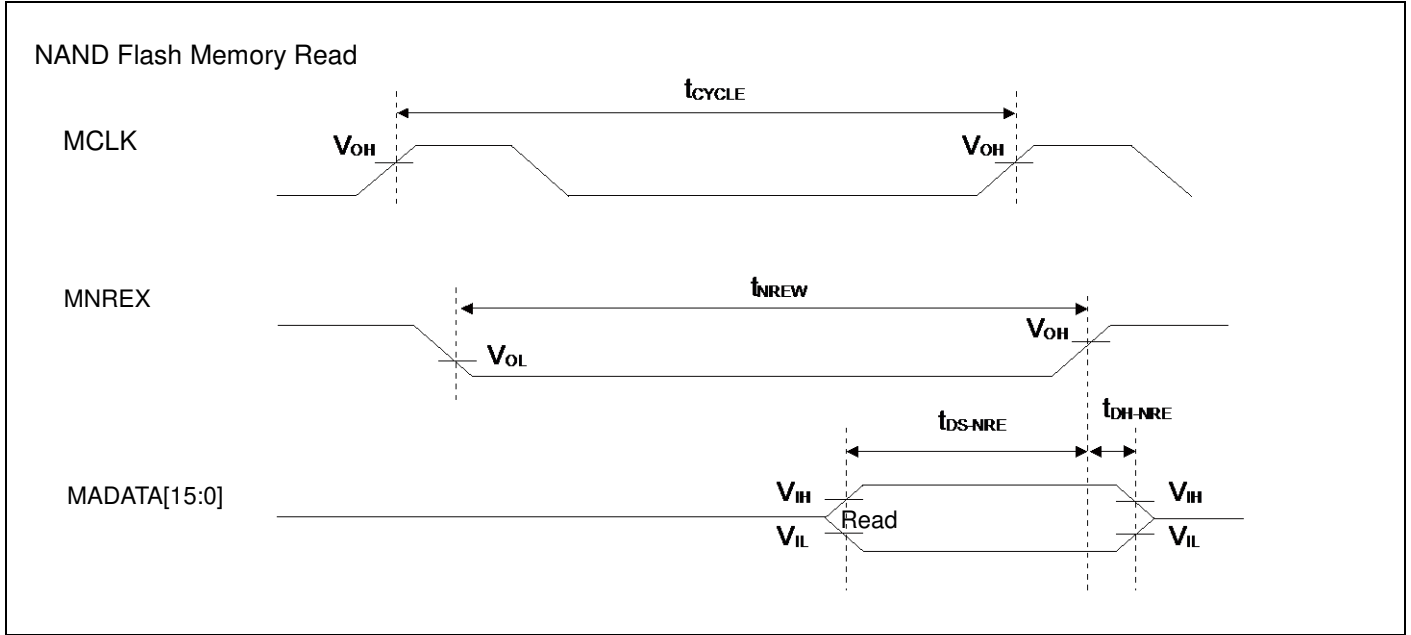 NAND Flash Memory Read
tCYCLE
MCLK
VOH
VOH
tNREW
MNREX
VOH
VOL
tDS-NRE
tDH-NRE
MADATA[15:0]
VIH
VIH
Read
VIL
VIL